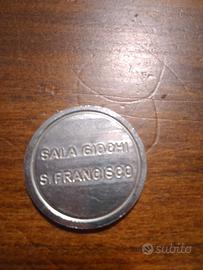 SALA GIOCHI
S.FRANCISCO
subito